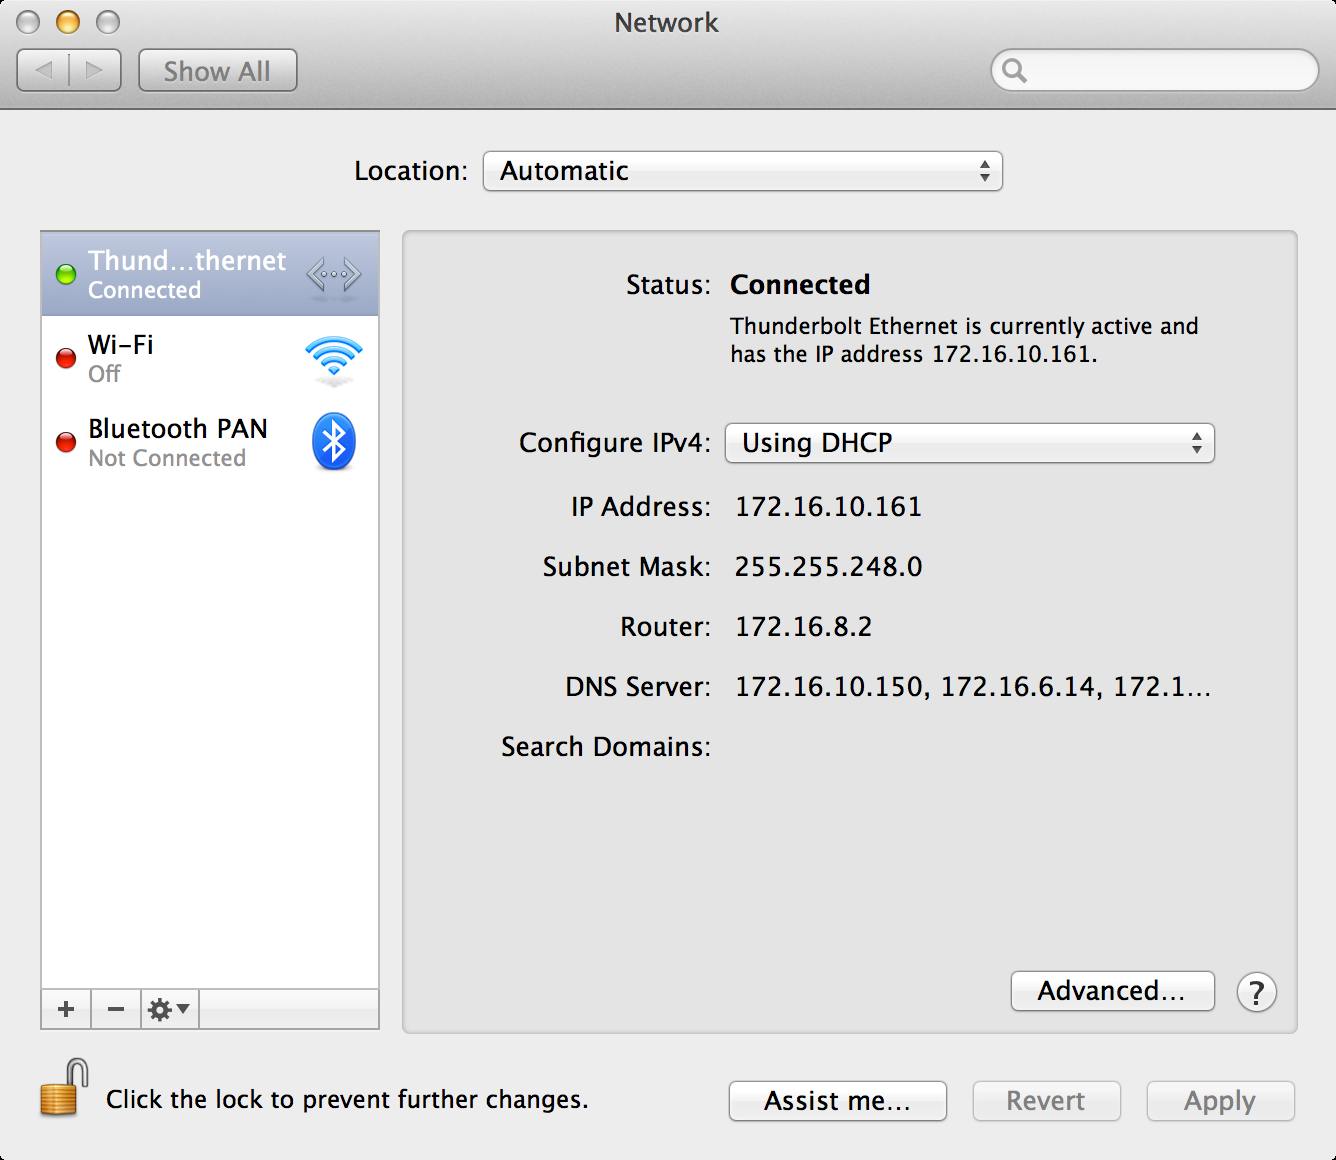 Network
Show All
Location: Automatic
Thund...thernet
Connected
Wi-Fi
Off
Bluetooth PAN
Not Connected
Status: Connected
Thunderbolt Ethernet is currently active and
has the IP address 172.16.10.161.
Configure IPv4: Using DHCP
IP Address: 172.16.10.161
Subnet Mask: 255.255.248.0
Router: 172.16.8.2
DNS Server: 172.16.10.150, 172.16.6.14, 172.1...
Search Domains:
Advanced... ?
Click the lock to prevent further changes.
Assist me... Revert Apply